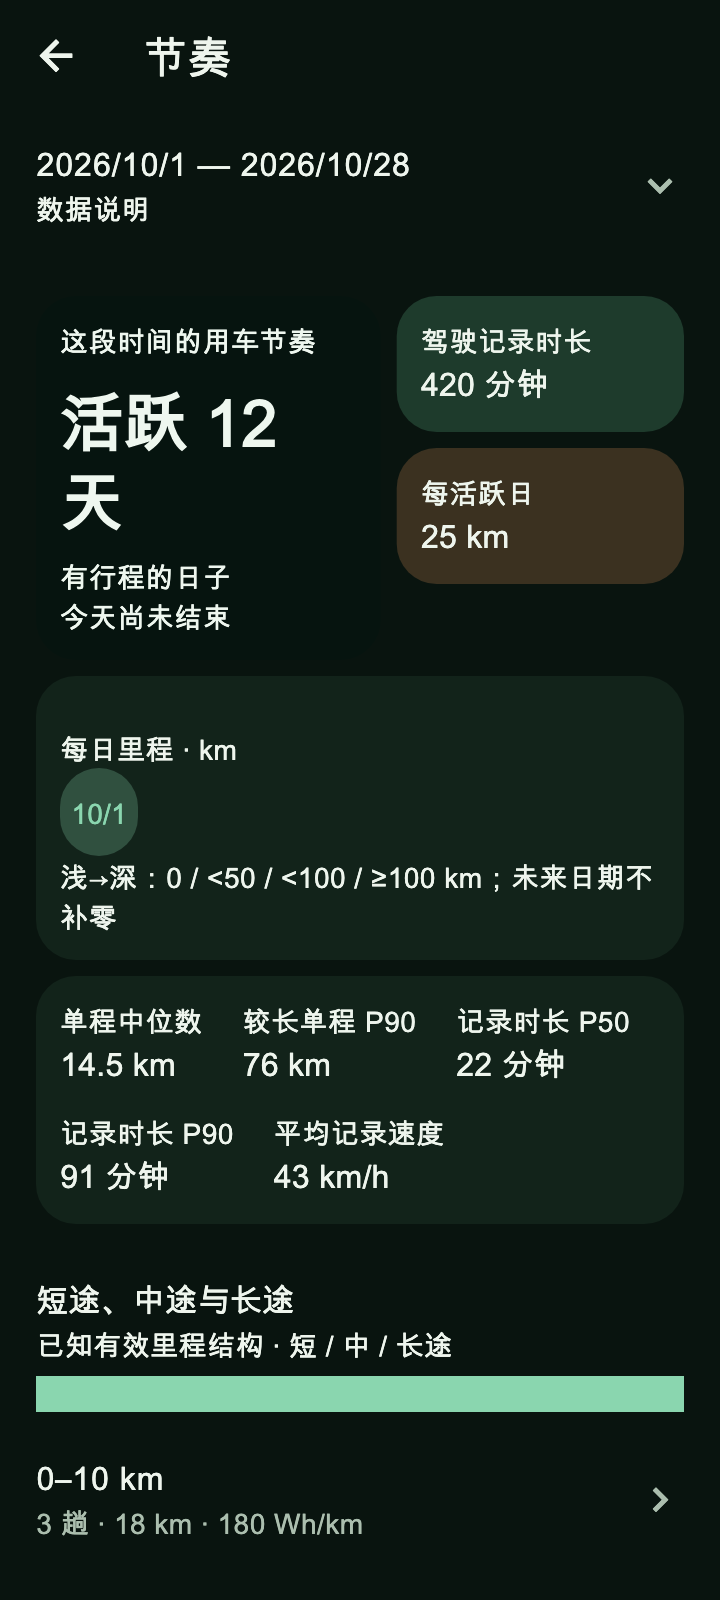 节奏
2026/10/1 — 2026/10/28
数据说明
这段时间的用车节奏
活跃 12
天
有行程的日子
今天尚未结束
驾驶记录时长
420 分钟
每活跃日
25 km
每日里程 · km
10/1
浅→深：0 / <50 / <100 / ≥100 km；未来日期不
补零
单程中位数
14.5 km
较长单程 P90
76 km
记录时长 P50
22 分钟
记录时长 P90
91 分钟
平均记录速度
43 km/h
短途、中途与长途
已知有效里程结构 · 短 / 中 / 长途
0–10 km
3 趟 · 18 km · 180 Wh/km